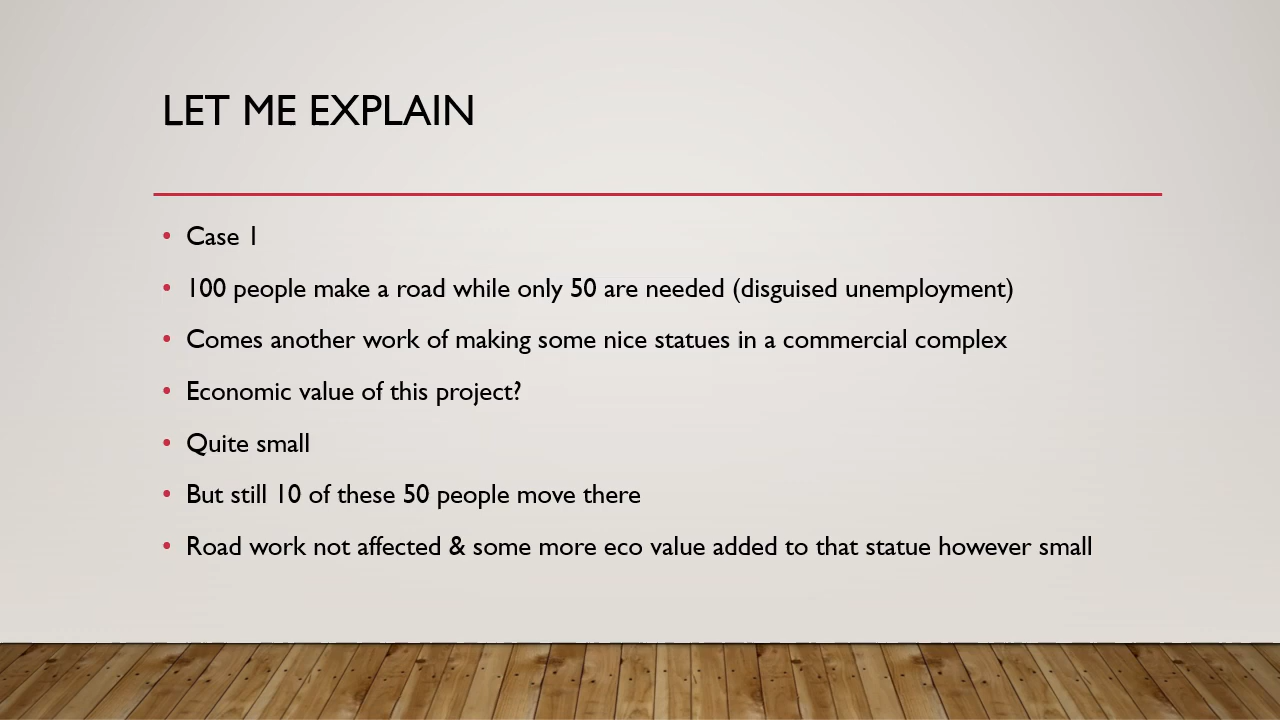 LET ME EXPLAIN
• Case 1
• 100 people make a road while only 50 are needed (disguised unemployment)
• Comes another work of making some nice statues in a commercial complex
• Economic value of this project?
• Quite small
• But still 10 of these 50 people move there
• Road work not affected & some more eco value added to that statue however small